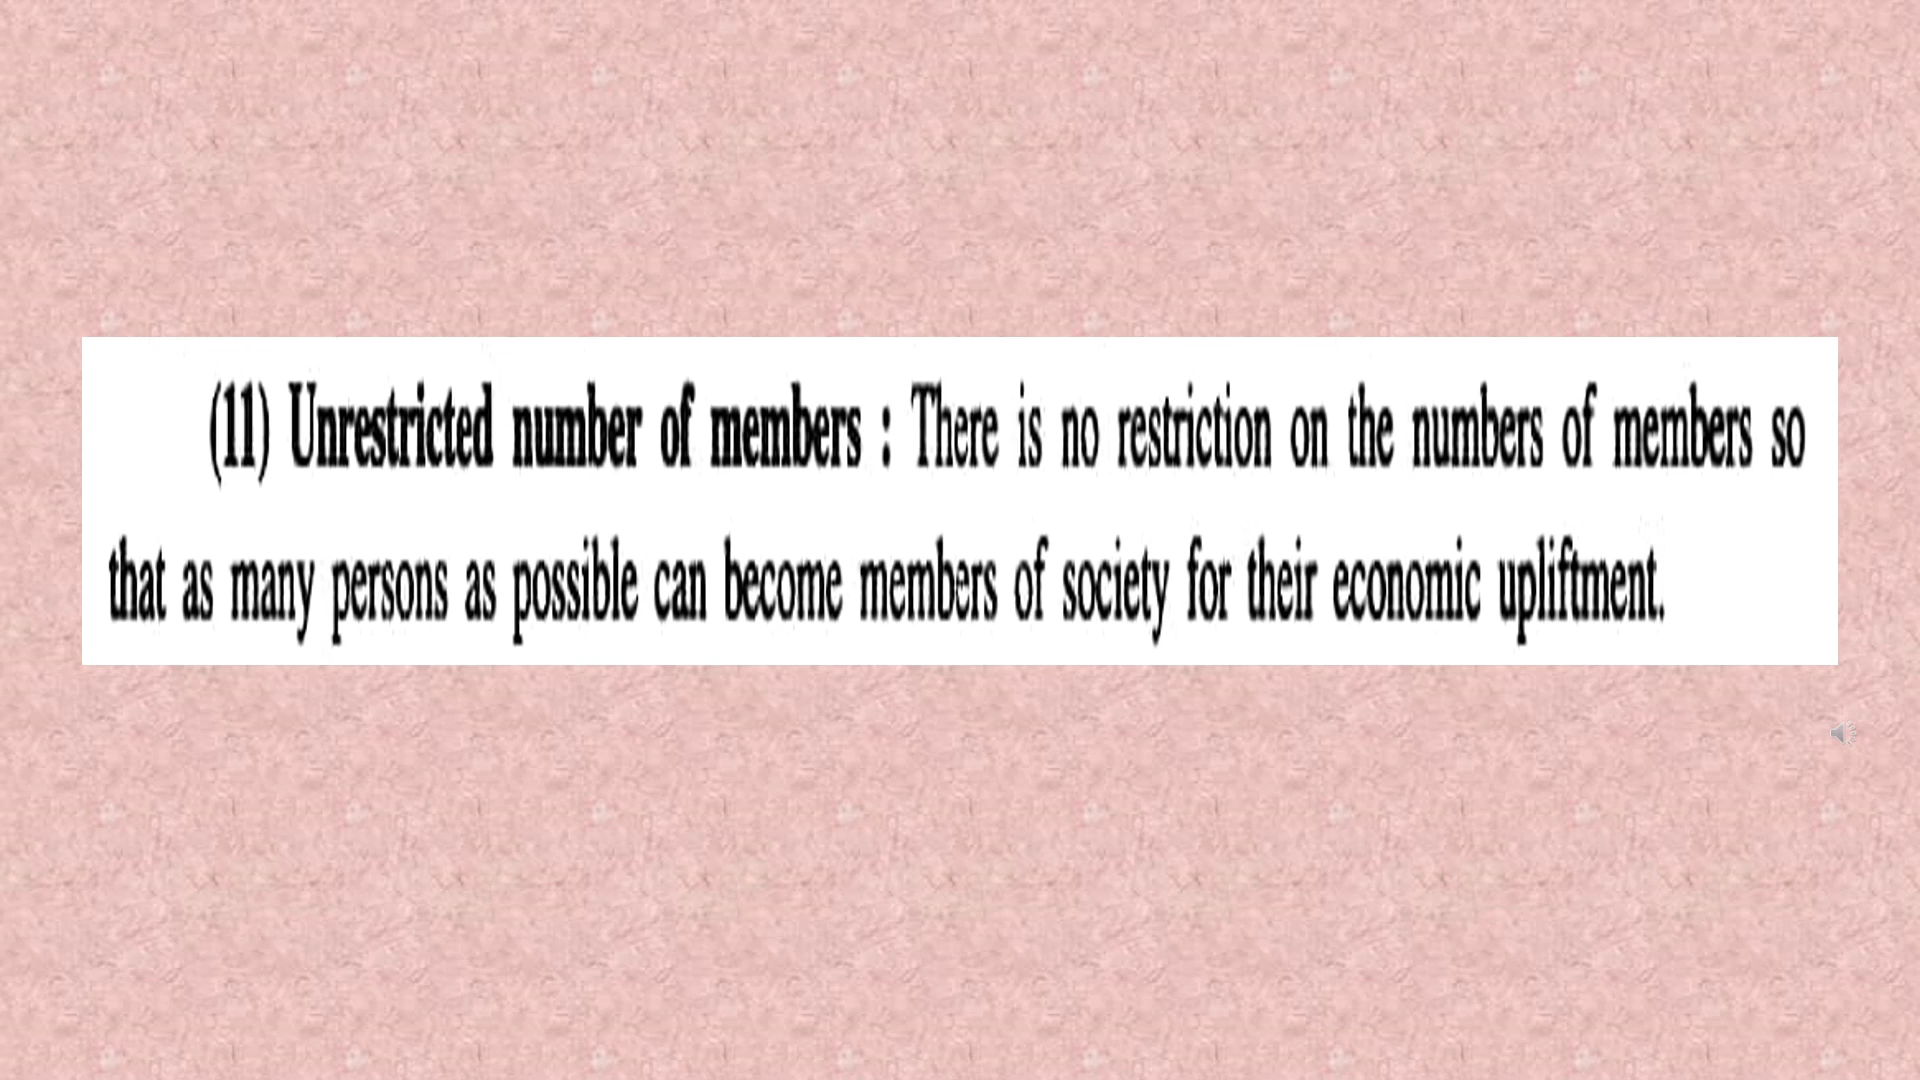 (11) Unrestricted number of members : There is no restriction on the numbers of members so
that as many persons as possible can become members of society for their economic upliftment.